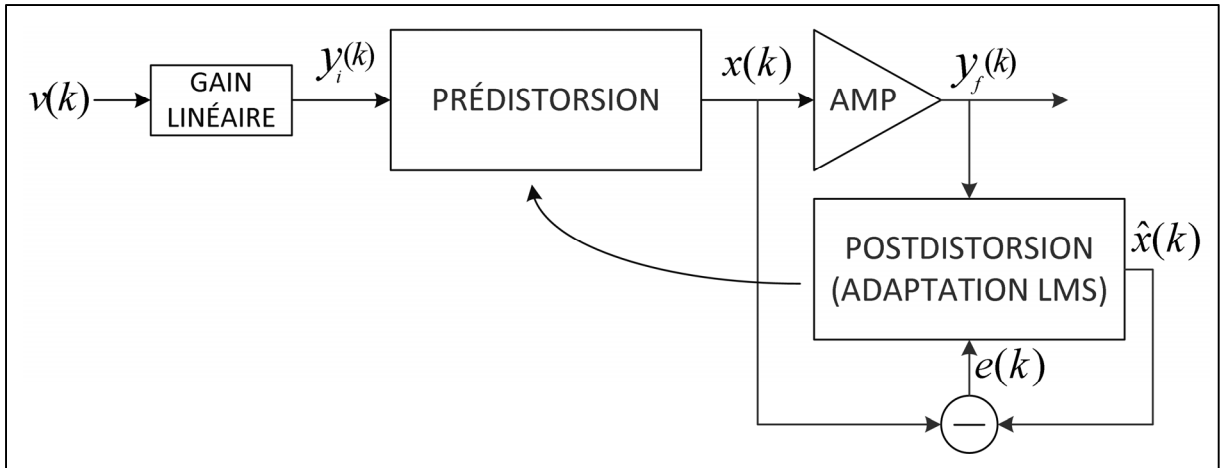 v(k)
GAIN
LINÉAIRE
y_i(k)
PRÉDISTORSION
x(k)
AMP
y_f(k)
POSTDISTORSION
(ADAPTATION LMS)
x̂(k)
e(k)
—